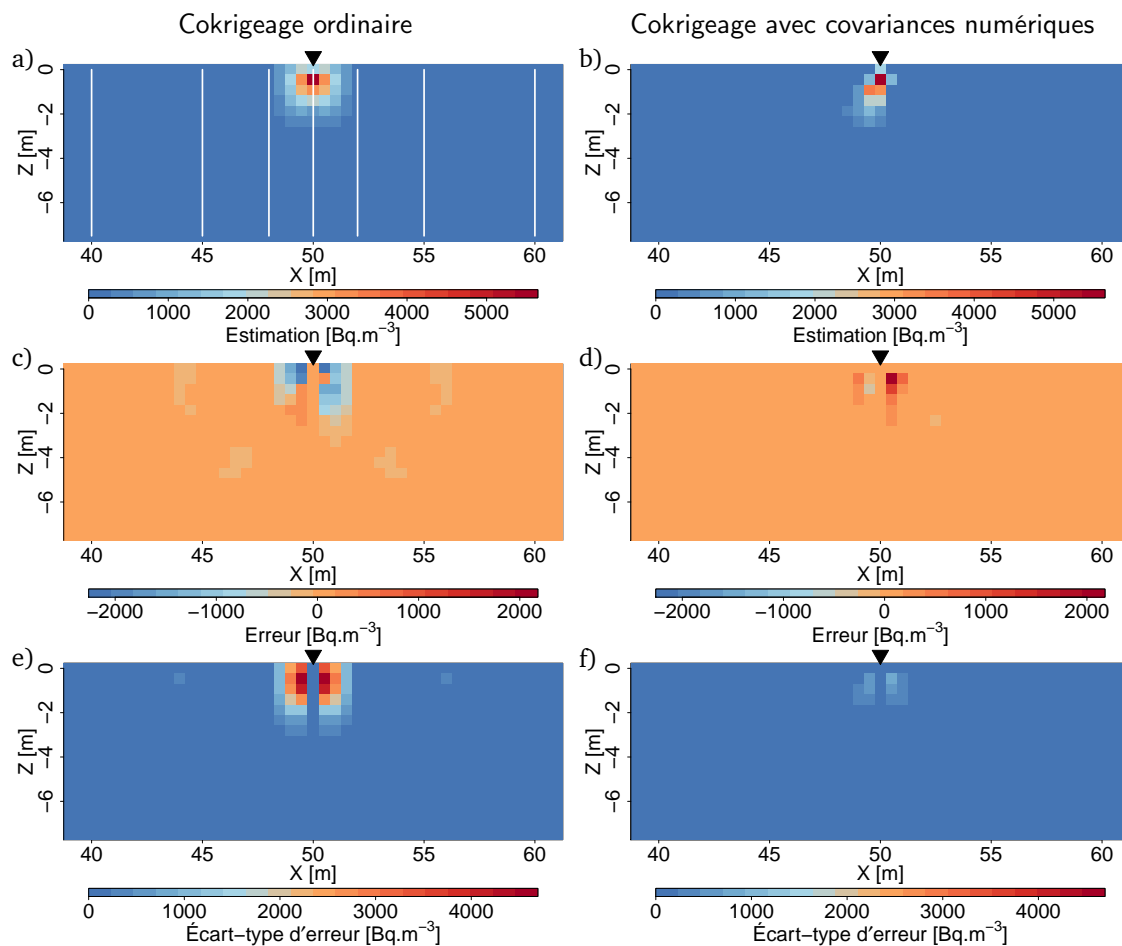 Cokrigeage ordinaire
Cokrigeage avec covariances numériques
a)
0
−2
−4
−6
Z [m]
40 45 50 55 60
X [m]
0 1000 2000 3000 4000 5000
Estimation [Bq.m⁻³]
b)
0
−2
−4
−6
Z [m]
40 45 50 55 60
X [m]
0 1000 2000 3000 4000 5000
Estimation [Bq.m⁻³]
c)
0
−2
−4
−6
Z [m]
40 45 50 55 60
X [m]
−2000 −1000 0 1000 2000
Erreur [Bq.m⁻³]
d)
0
−2
−4
−6
Z [m]
40 45 50 55 60
X [m]
−2000 −1000 0 1000 2000
Erreur [Bq.m⁻³]
e)
0
−2
−4
−6
Z [m]
40 45 50 55 60
X [m]
0 1000 2000 3000 4000
Écart−type d'erreur [Bq.m⁻³]
f)
0
−2
−4
−6
Z [m]
40 45 50 55 60
X [m]
0 1000 2000 3000 4000
Écart−type d'erreur [Bq.m⁻³]